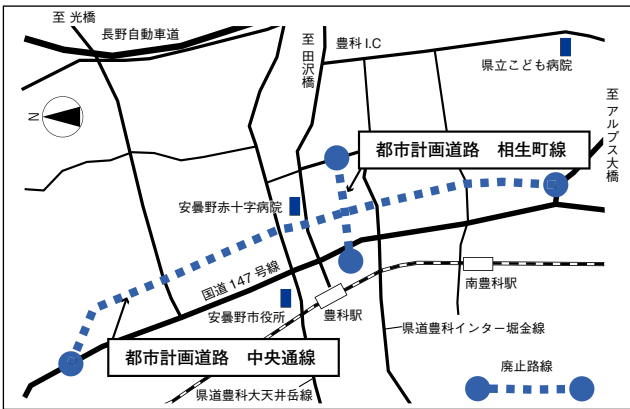 至 光橋
長野自動車道
至 田沢橋
豊科 I.C
県立こども病院
至 アルプス大橋
N
都市計画道路　相生町線
安曇野赤十字病院
国道147号線
安曇野市役所
豊科駅
南豊科駅
県道豊科インター堀金線
都市計画道路　中央通線
県道豊科大天井岳線
廃止路線